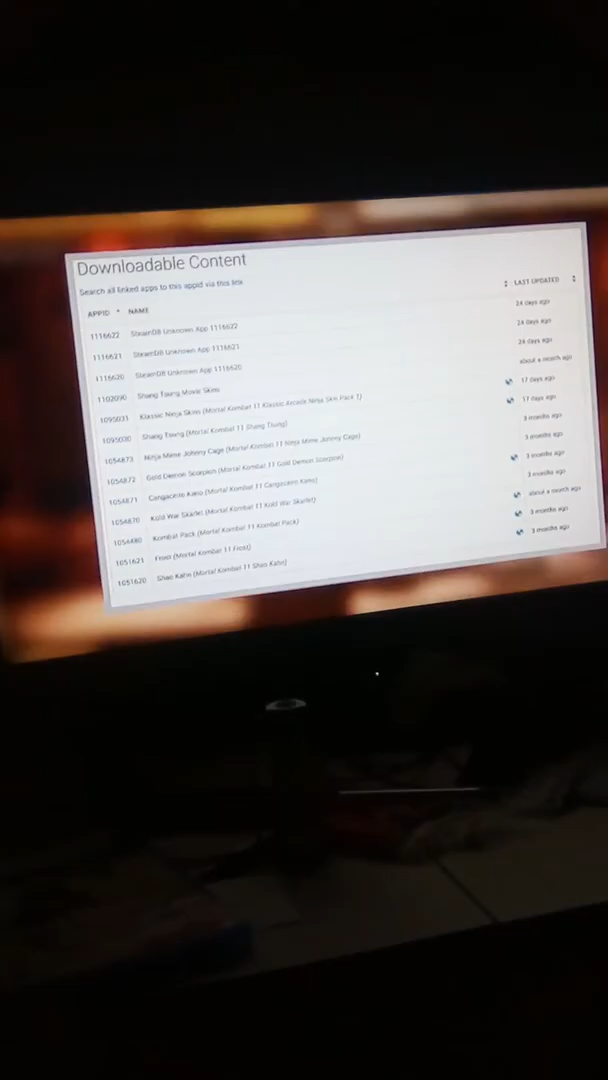 Downloadable Content
Search all linked apps to this appid via this link
APPID NAME LAST UPDATED
1116622 SteamDB Unknown App 1116622 24 days ago
1116621 SteamDB Unknown App 1116621 24 days ago
1116620 SteamDB Unknown App 1116620 24 days ago
1102090 Shang Tsung Movie Skins about a month ago
1095031 Klassic Ninja Skins (Mortal Kombat 11 Klassic Arcade Ninja Skin Pack 1) 17 days ago
1095030 Shang Tsung (Mortal Kombat 11 Shang Tsung) 17 days ago
1054873 Ninja Mime Johnny Cage (Mortal Kombat 11 Ninja Mime Johnny Cage) 3 months ago
1054872 Gold Demon Scorpion (Mortal Kombat 11 Gold Demon Scorpion) 3 months ago
1054871 Cangaceiro Kano (Mortal Kombat 11 Cangaceiro Kano) 3 months ago
1054870 Kold War Skarlet (Mortal Kombat 11 Kold War Skarlet) 3 months ago
1054480 Kombat Pack (Mortal Kombat 11 Kombat Pack) about a month ago
1051621 Frost (Mortal Kombat 11 Frost) 3 months ago
1051620 Shao Kahn (Mortal Kombat 11 Shao Kahn) 3 months ago